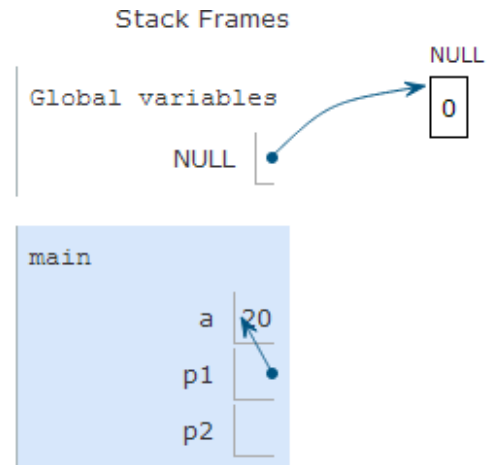 Stack Frames
NULL
Global variables
0
NULL
main
a 20
p1
p2